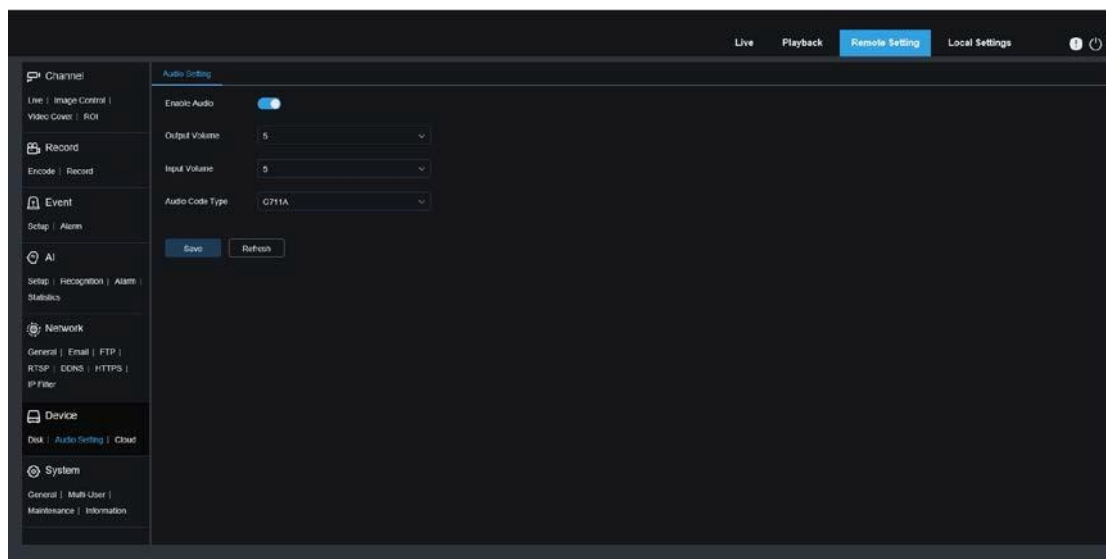 Live Playback Remote Setting Local Settings
Channel
Live | Image Control |
Video Cover | ROI
Record
Encode | Record
Event
Setup | Alarm
AI
Setup | Recognition | Alarm |
Statistics
Network
General | Email | FTP |
RTSP | DDNS | HTTPS |
IP Filter
Device
Disk | Audio Setting | Cloud
System
General | Multi-User |
Maintenance | Information
Audio Setting
Enable Audio
Output Volume 5
Input Volume 5
Audio Code Type G711A
Save Refresh